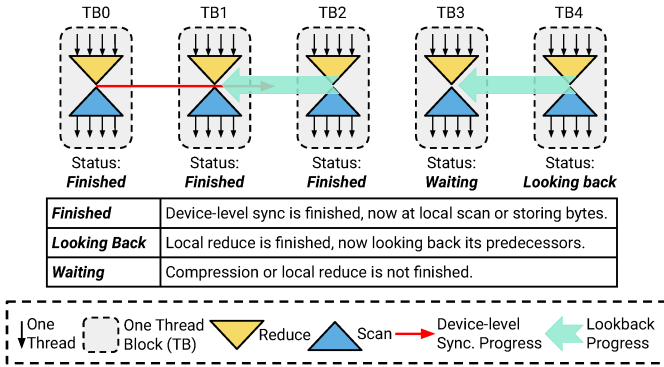 TB0 TB1 TB2 TB3 TB4
Status: Status: Status: Status: Status:
Finished Finished Finished Waiting Looking back
Finished Device-level sync is finished, now at local scan or storing bytes.
Looking Back Local reduce is finished, now looking back its predecessors.
Waiting Compression or local reduce is not finished.
One Thread
One Thread Block (TB)
Reduce
Scan
Device-level Sync. Progress
Lookback Progress